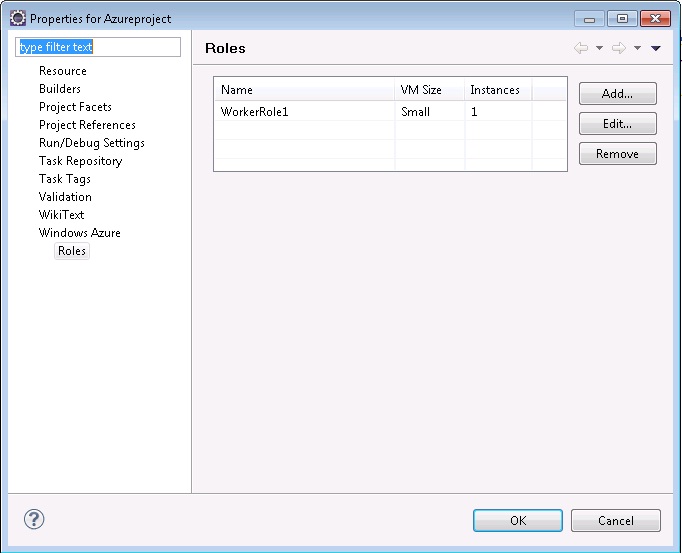 Properties for Azureproject
type filter text
Resource
Builders
Project Facets
Project References
Run/Debug Settings
Task Repository
Task Tags
Validation
WikiText
Windows Azure
Roles
Roles
Name VM Size Instances
WorkerRole1 Small 1
Add...
Edit...
Remove
?
OK Cancel